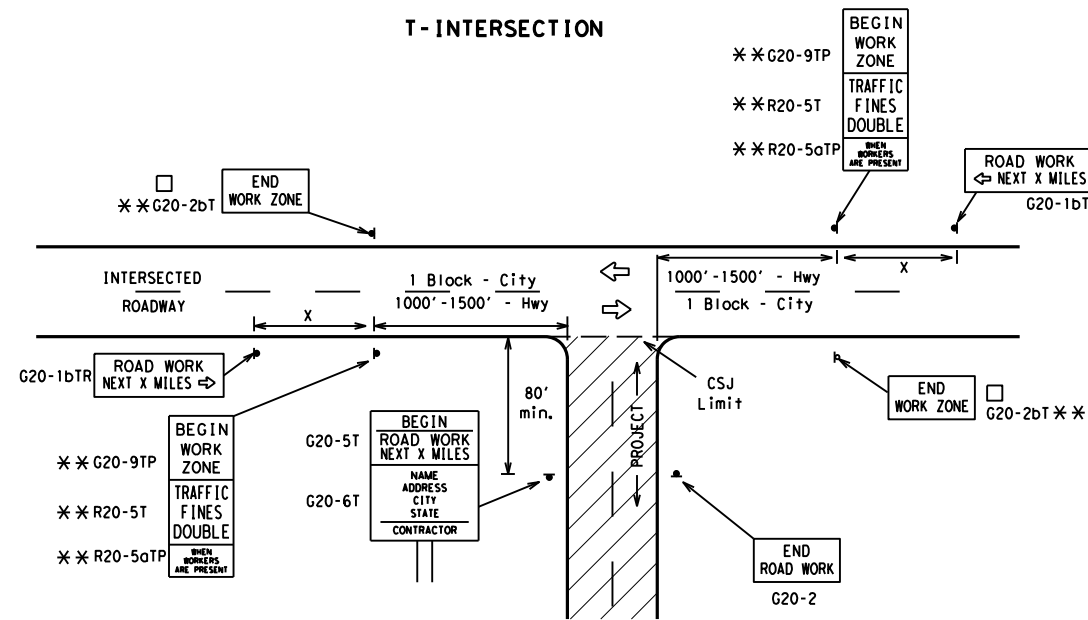 T-INTERSECTION
BEGIN
WORK
ZONE
TRAFFIC
FINES
DOUBLE
WHEN
WORKERS
ARE PRESENT
* * G20-9TP
* * R20-5T
* * R20-5aTP
ROAD WORK
⇦ NEXT X MILES
G20-1bT
□
* * G20-2bT
END
WORK ZONE
INTERSECTED
ROADWAY
1 Block - City
1000'-1500' - Hwy
1000'-1500' - Hwy
1 Block - City
X
X
G20-1bTR
ROAD WORK
NEXT X MILES ⇨
80'
min.
PROJECT
CSJ
Limit
END
WORK ZONE
□
G20-2bT * *
* * G20-9TP
* * R20-5T
* * R20-5aTP
BEGIN
WORK
ZONE
TRAFFIC
FINES
DOUBLE
WHEN
WORKERS
ARE PRESENT
G20-5T
G20-6T
BEGIN
ROAD WORK
NEXT X MILES
NAME
ADDRESS
CITY
STATE
CONTRACTOR
END
ROAD WORK
G20-2